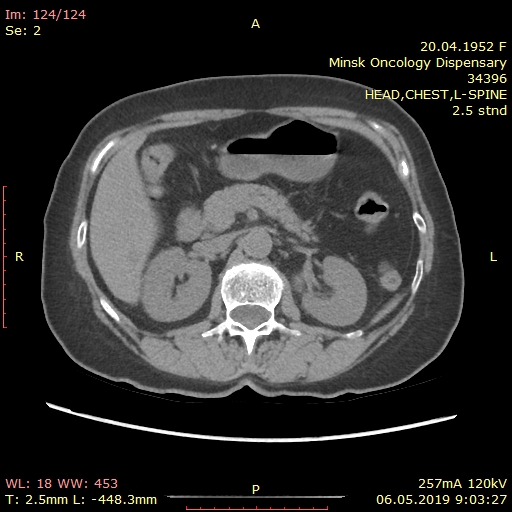 Im: 124/124
Se: 2
A
20.04.1952 F
Minsk Oncology Dispensary
34396
HEAD,CHEST,L-SPINE
2.5 stnd
R
L
WL: 18 WW: 453
T: 2.5mm L: -448.3mm
P
257mA 120kV
06.05.2019 9:03:27